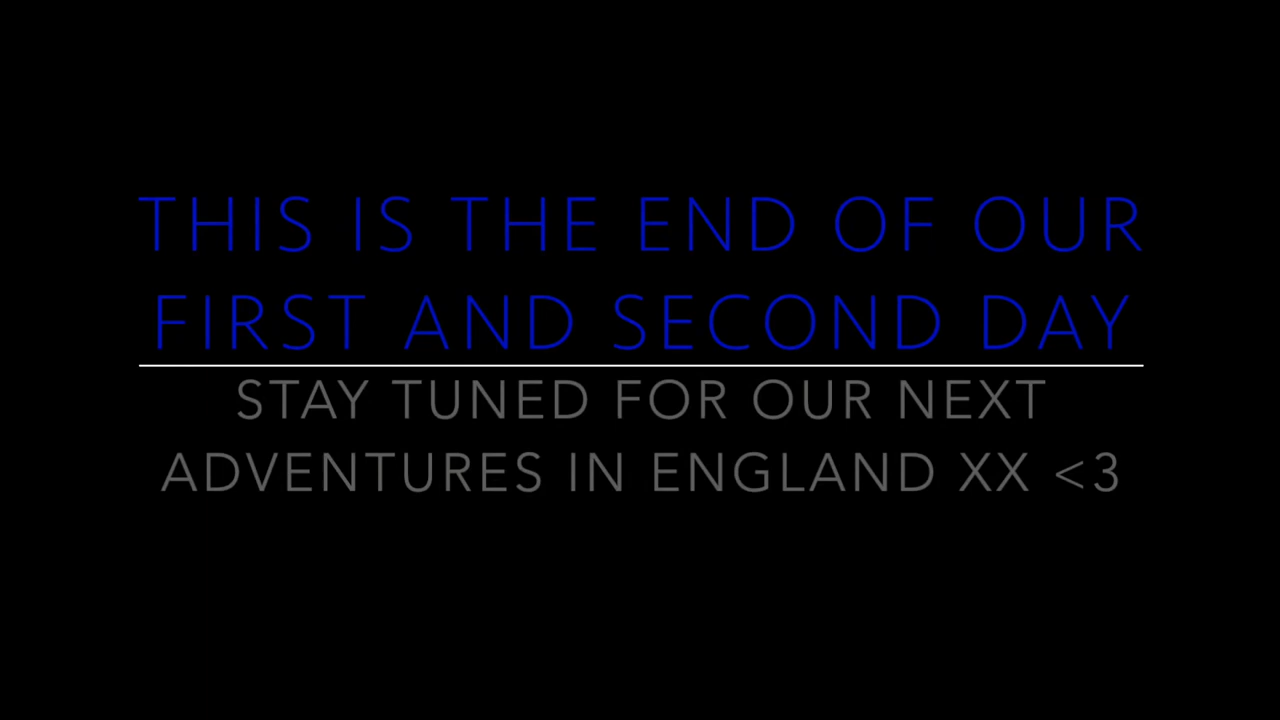 THIS IS THE END OF OUR
FIRST AND SECOND DAY
STAY TUNED FOR OUR NEXT
ADVENTURES IN ENGLAND XX <3